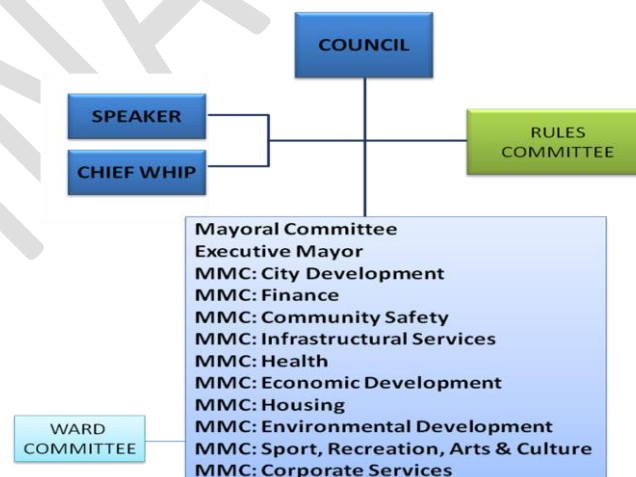 COUNCIL
SPEAKER
CHIEF WHIP
RULES
COMMITTEE
Mayoral Committee
Executive Mayor
MMC: City Development
MMC: Finance
MMC: Community Safety
MMC: Infrastructural Services
MMC: Health
MMC: Economic Development
MMC: Housing
MMC: Environmental Development
MMC: Sport, Recreation, Arts & Culture
MMC: Corporate Services
WARD
COMMITTEE